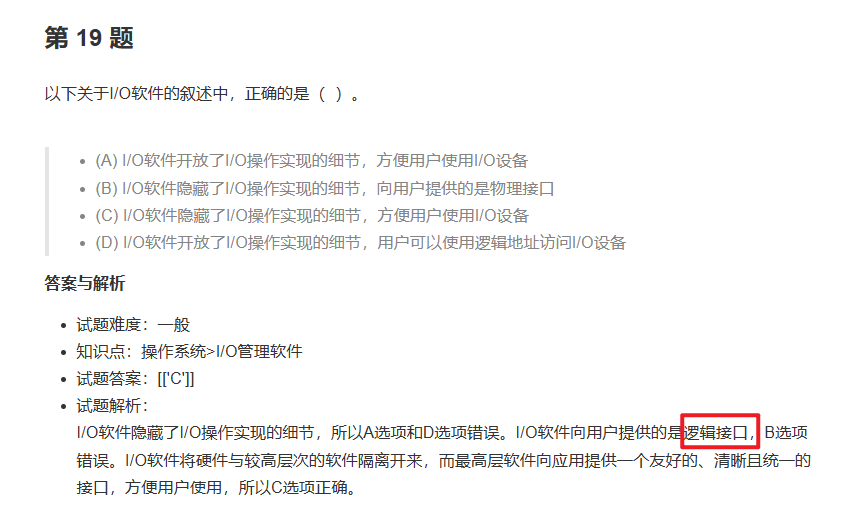 第 19 题
以下关于I/O软件的叙述中，正确的是（ ）。
(A) I/O软件开放了I/O操作实现的细节，方便用户使用I/O设备
(B) I/O软件隐藏了I/O操作实现的细节，向用户提供的是物理接口
(C) I/O软件隐藏了I/O操作实现的细节，方便用户使用I/O设备
(D) I/O软件开放了I/O操作实现的细节，用户可以使用逻辑地址访问I/O设备
答案与解析
试题难度：一般
知识点：操作系统>I/O管理软件
试题答案：[['C']]
试题解析：
I/O软件隐藏了I/O操作实现的细节，所以A选项和D选项错误。I/O软件向用户提供的是逻辑接口，B选项
错误。I/O软件将硬件与较高层次的软件隔离开来，而最高层软件向应用提供一个友好的、清晰且统一的
接口，方便用户使用，所以C选项正确。